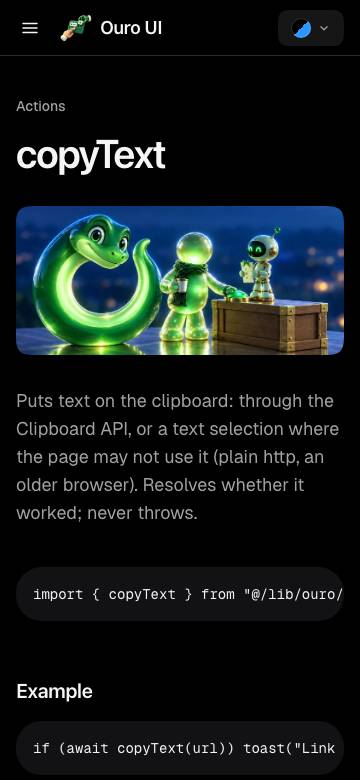 Ouro UI
Actions
copyText
Puts text on the clipboard: through the
Clipboard API, or a text selection where
the page may not use it (plain http, an
older browser). Resolves whether it
worked; never throws.
import { copyText } from "@/lib/ouro/
Example
if (await copyText(url)) toast("Link